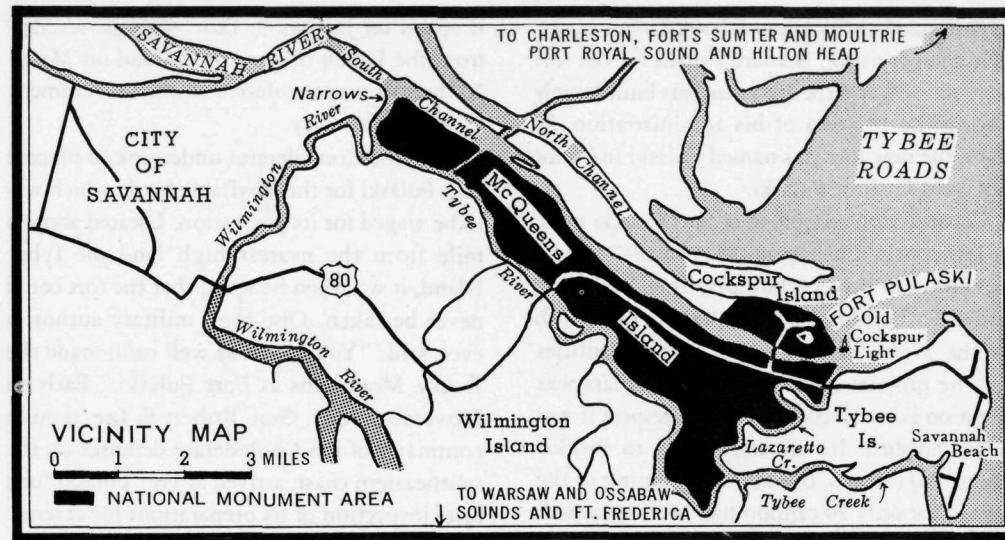 TO CHARLESTON, FORTS SUMTER AND MOULTRIE
PORT ROYAL SOUND AND HILTON HEAD
SAVANNAH RIVER
South Channel
North Channel
Narrows
CITY
OF
SAVANNAH
Wilmington River
TYBEE
ROADS
McQueens Island
Tybee River
80
Cockspur
Island
FORT PULASKI
Old
Cockspur
Light
Wilmington River
VICINITY MAP
0 1 2 3 MILES
NATIONAL MONUMENT AREA
Wilmington
Island
Tybee
Is.
Lazaretto
Cr.
Savannah
Beach
Tybee Creek
TO WARSAW AND OSSABAW
SOUNDS AND FT. FREDERICA